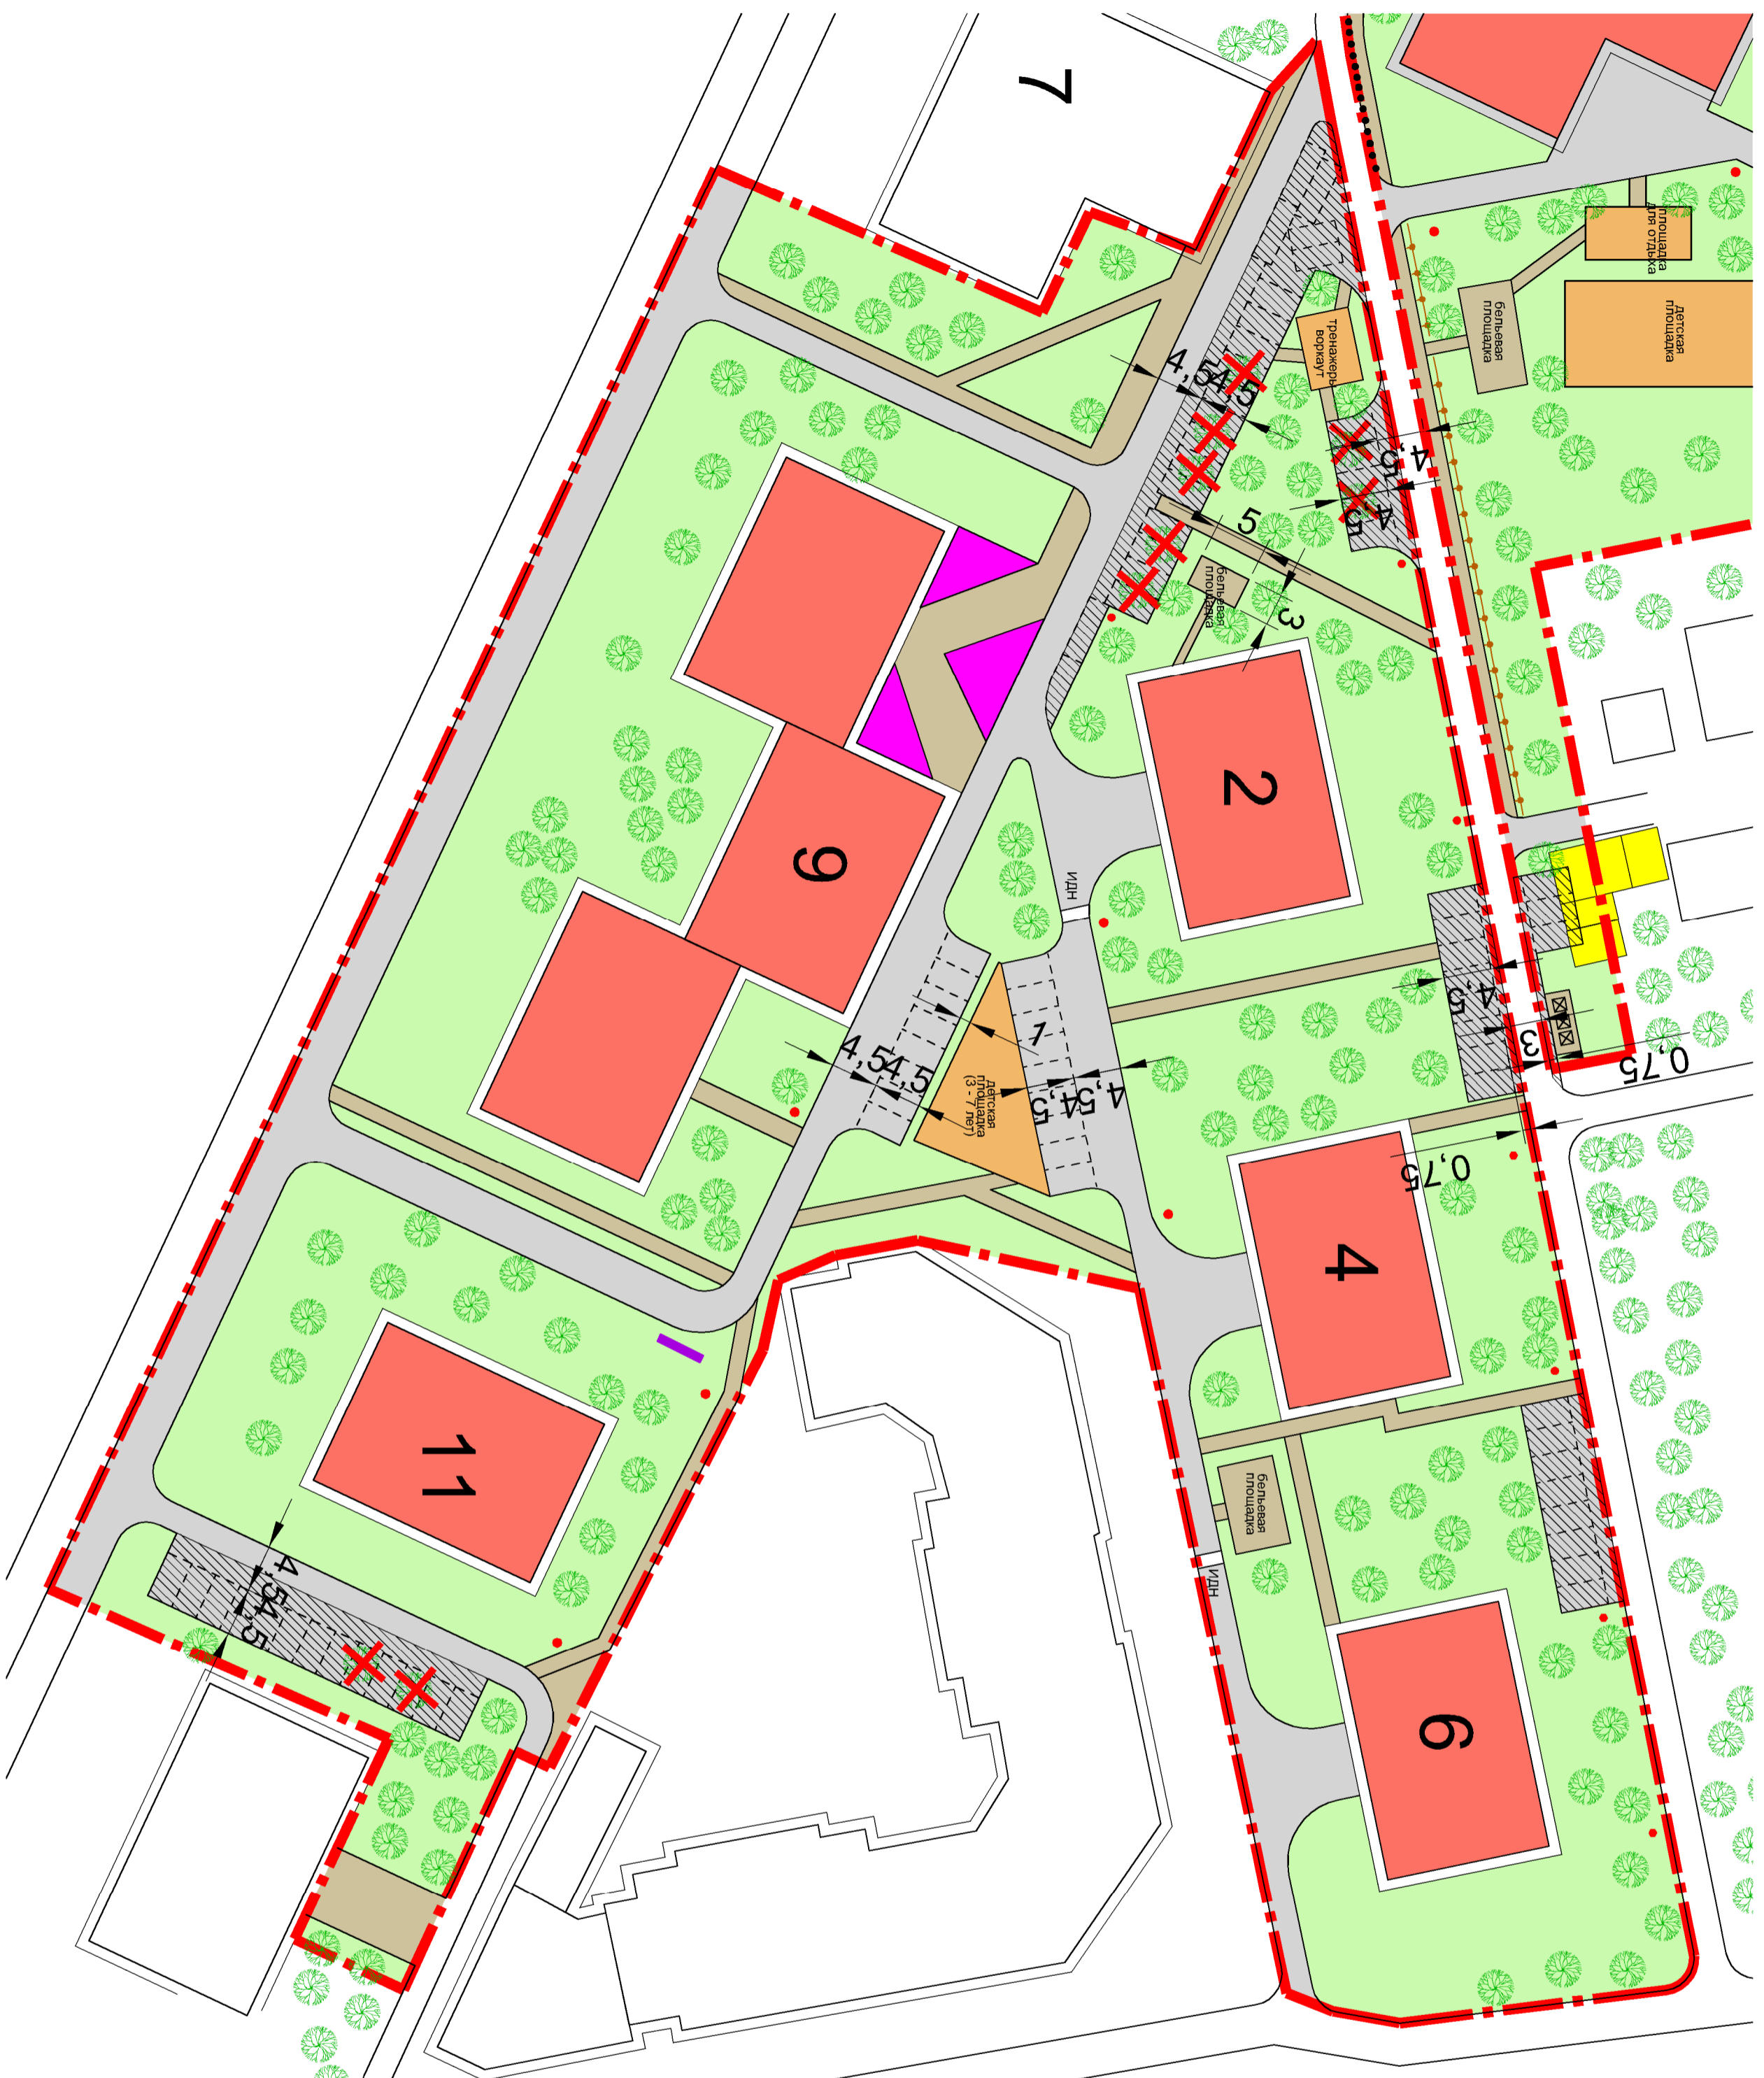 7
площадка
для отдыха
детская
площадка
бельевая
площадка
тренажеры
воркаут
4,5
4,5
4,5
4,5
5
3
бельевая
площадка
2
9
ИДН
4,5
3
0,75
1
4,5
4,5
детская
площадка
(3 - 7 лет)
4,5
4,5
0,75
4
11
бельевая
площадка
ИДН
4,5
4,5
6